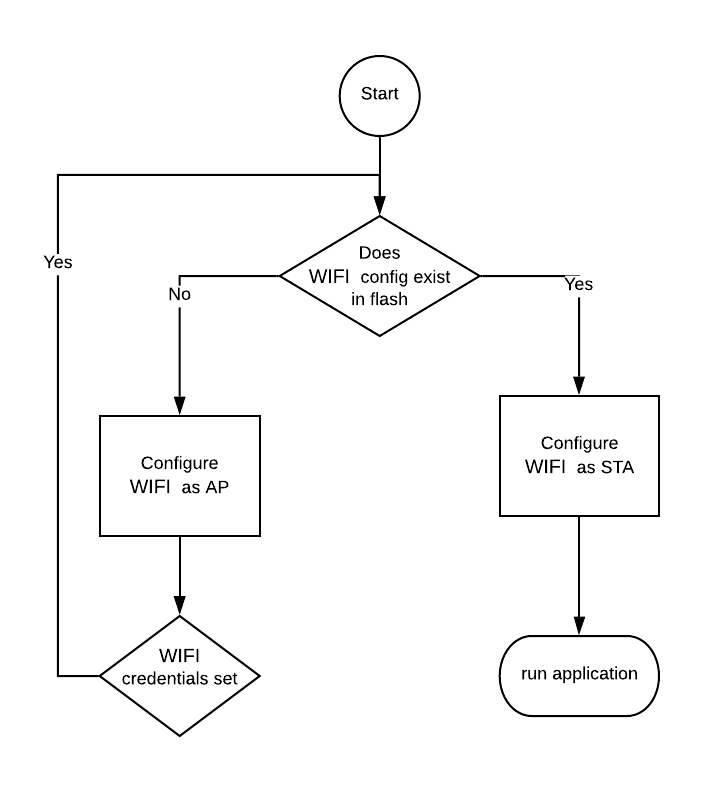 Start
Yes
Does
WIFI config exist
in flash
No
Yes
Configure
WIFI as AP
Configure
WIFI as STA
WIFI
credentials set
run application